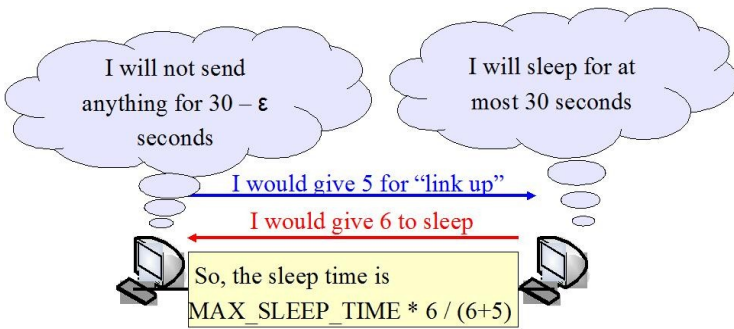 I will not send
anything for 30 – ε
seconds
I will sleep for at
most 30 seconds
I would give 5 for “link up”
I would give 6 to sleep
So, the sleep time is
MAX_SLEEP_TIME * 6 / (6+5)